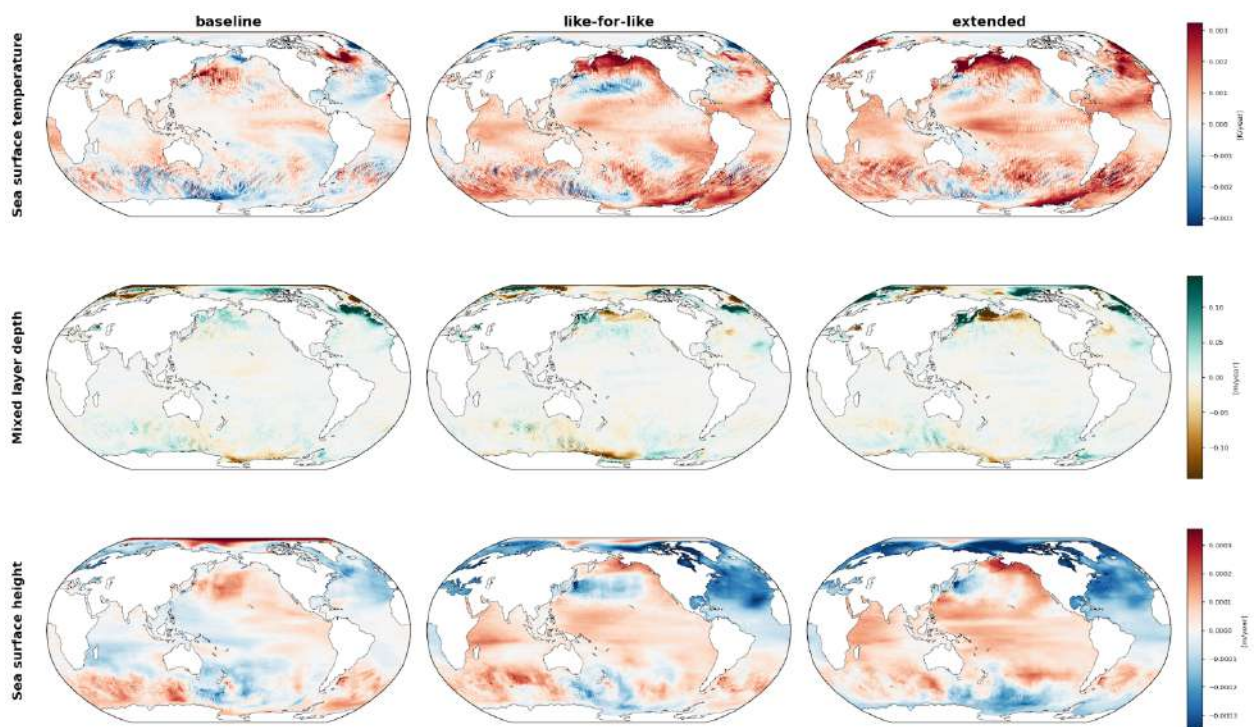 baseline
like-for-like
extended
Sea surface temperature
0.003
0.002
0.001
0.000
−0.001
−0.002
−0.003
[K/year]
Mixed layer depth
0.10
0.05
0.00
−0.05
−0.10
[m/year]
Sea surface height
0.0003
0.0002
0.0001
0.0000
−0.0001
−0.0002
−0.0003
[m/year]